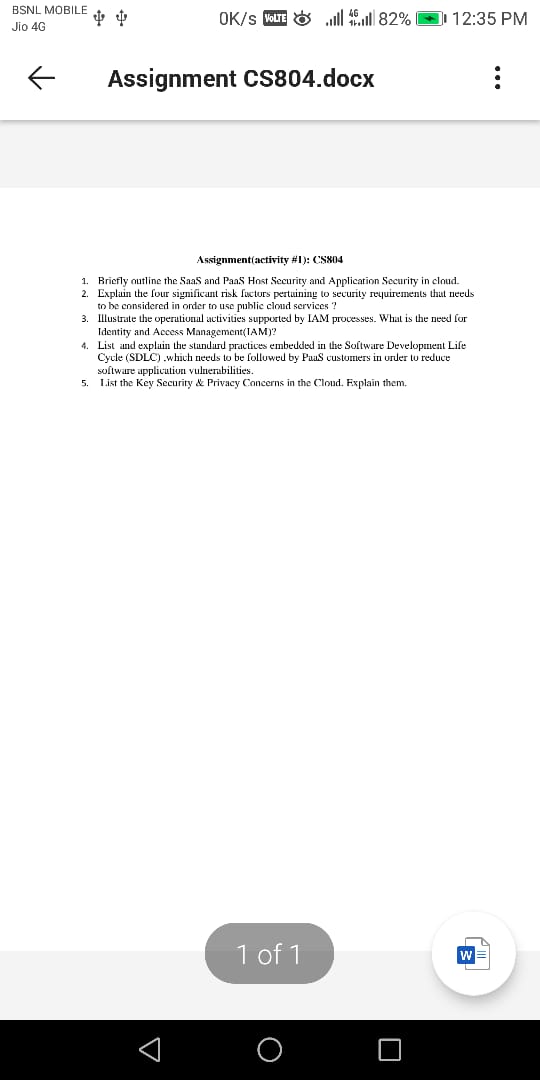 BSNL MOBILE
Jio 4G
0K/s VoLTE 4G 82% 12:35 PM
Assignment CS804.docx
Assignment(activity #1): CS804
1. Briefly outline the SaaS and PaaS Host Security and Application Security in cloud.
2. Explain the four significant risk factors pertaining to security requirements that needs
to be considered in order to use public cloud services ?
3. Illustrate the operational activities supported by IAM processes. What is the need for
Identity and Access Management(IAM)?
4. List and explain the standard practices embedded in the Software Development Life
Cycle (SDLC) ,which needs to be followed by PaaS customers in order to reduce
software application vulnerabilities.
5. List the Key Security & Privacy Concerns in the Cloud. Explain them.
1 of 1
W